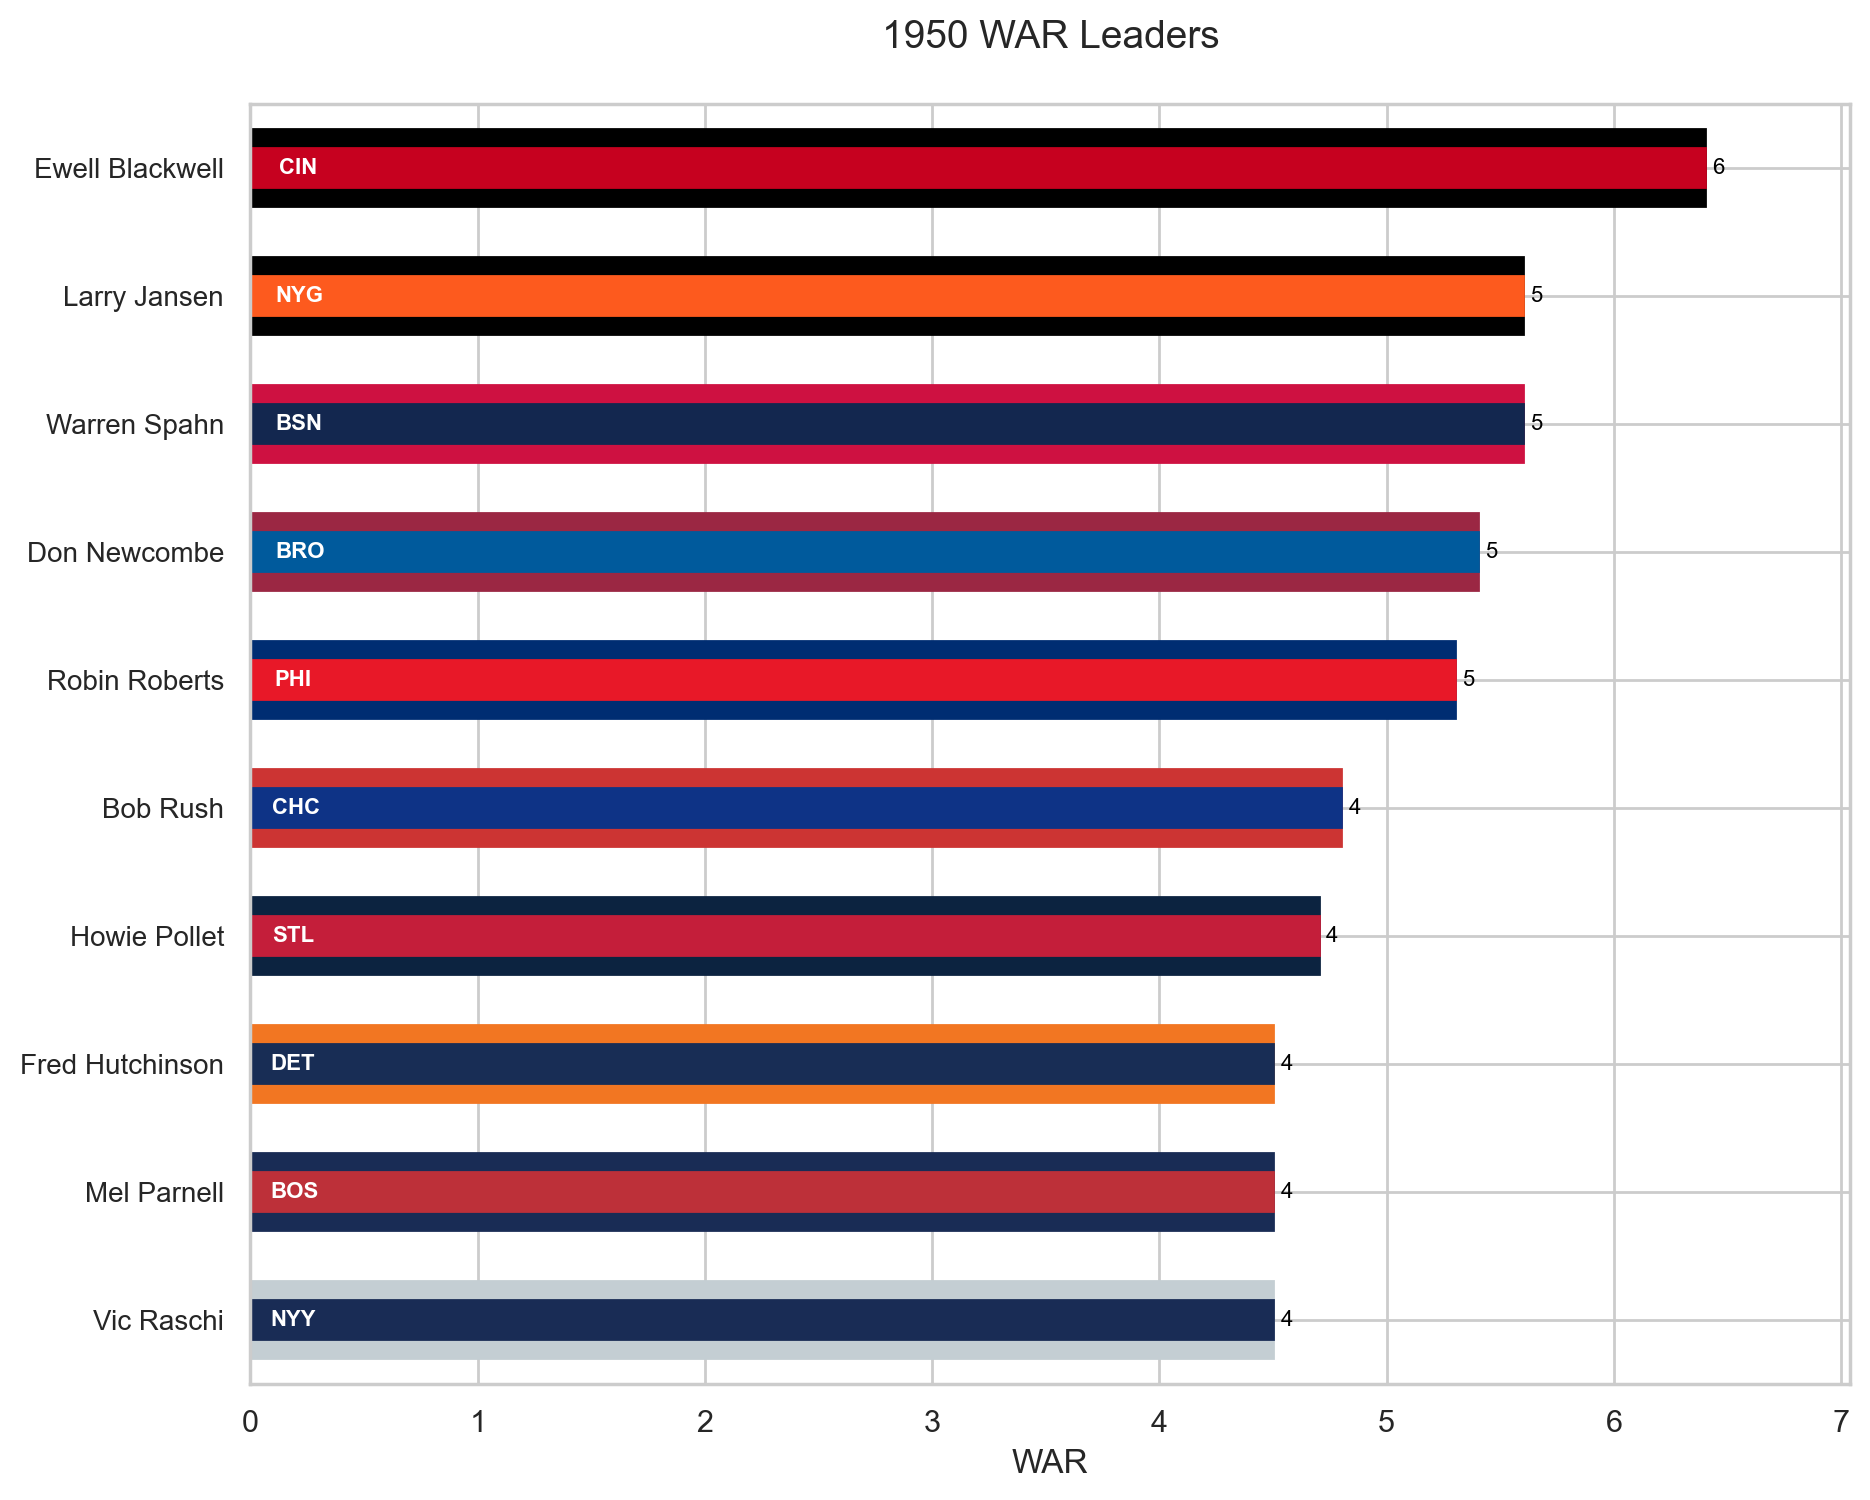 1950 WAR Leaders
Ewell Blackwell CIN 6
Larry Jansen NYG 5
Warren Spahn BSN 5
Don Newcombe BRO 5
Robin Roberts PHI 5
Bob Rush CHC 4
Howie Pollet STL 4
Fred Hutchinson DET 4
Mel Parnell BOS 4
Vic Raschi NYY 4
0 1 2 3 4 5 6 7
WAR